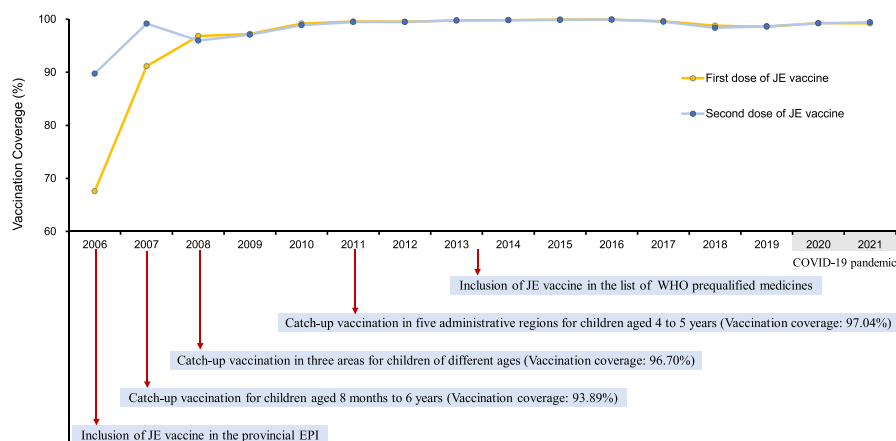 Vaccination Coverage (%)
100
90
80
70
60
First dose of JE vaccine
Second dose of JE vaccine
2006 2007 2008 2009 2010 2011 2012 2013 2014 2015 2016 2017 2018 2019 2020 2021
COVID-19 pandemic
Inclusion of JE vaccine in the list of WHO prequalified medicines
Catch-up vaccination in five administrative regions for children aged 4 to 5 years (Vaccination coverage: 97.04%)
Catch-up vaccination in three areas for children of different ages (Vaccination coverage: 96.70%)
Catch-up vaccination for children aged 8 months to 6 years (Vaccination coverage: 93.89%)
Inclusion of JE vaccine in the provincial EPI